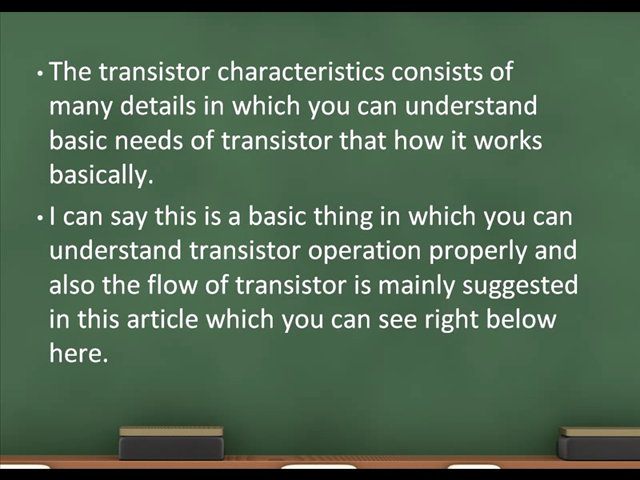 • The transistor characteristics consists of
many details in which you can understand
basic needs of transistor that how it works
basically.
• I can say this is a basic thing in which you can
understand transistor operation properly and
also the flow of transistor is mainly suggested
in this article which you can see right below
here.